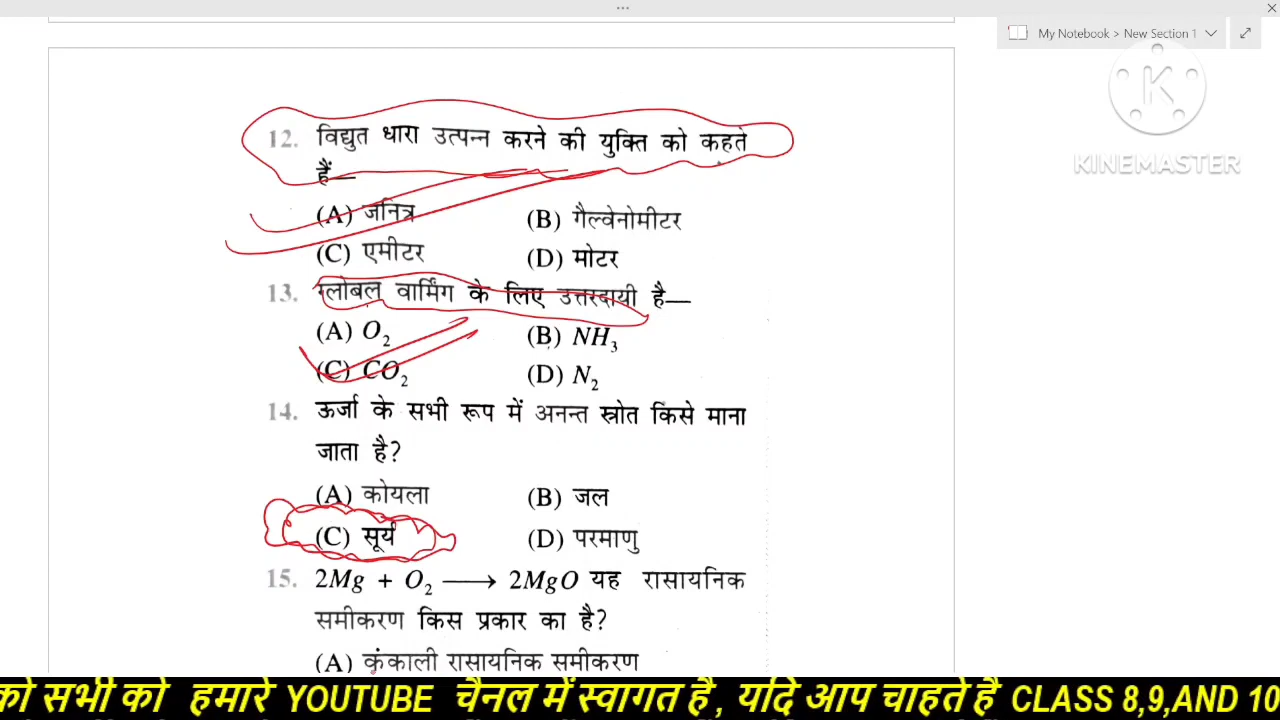 My Notebook > New Section 1
KINEMASTER
12. विद्युत धारा उत्पन्न करने की युक्ति को कहते
हैं—
(A) जनित्र (B) गैल्वेनोमीटर
(C) एमीटर (D) मोटर
13. ग्लोबल वार्मिंग के लिए उत्तरदायी है—
(A) O₂ (B) NH₃
(C) CO₂ (D) N₂
14. ऊर्जा के सभी रूप में अनन्त स्त्रोत किसे माना
जाता है?
(A) कोयला (B) जल
(C) सूर्य (D) परमाणु
15. 2Mg + O₂ ⟶ 2MgO यह रासायनिक
समीकरण किस प्रकार का है?
(A) कंकाली रासायनिक समीकरण
को सभी को हमारे YOUTUBE चैनल में स्वागत है , यदि आप चाहते है CLASS 8,9,AND 10